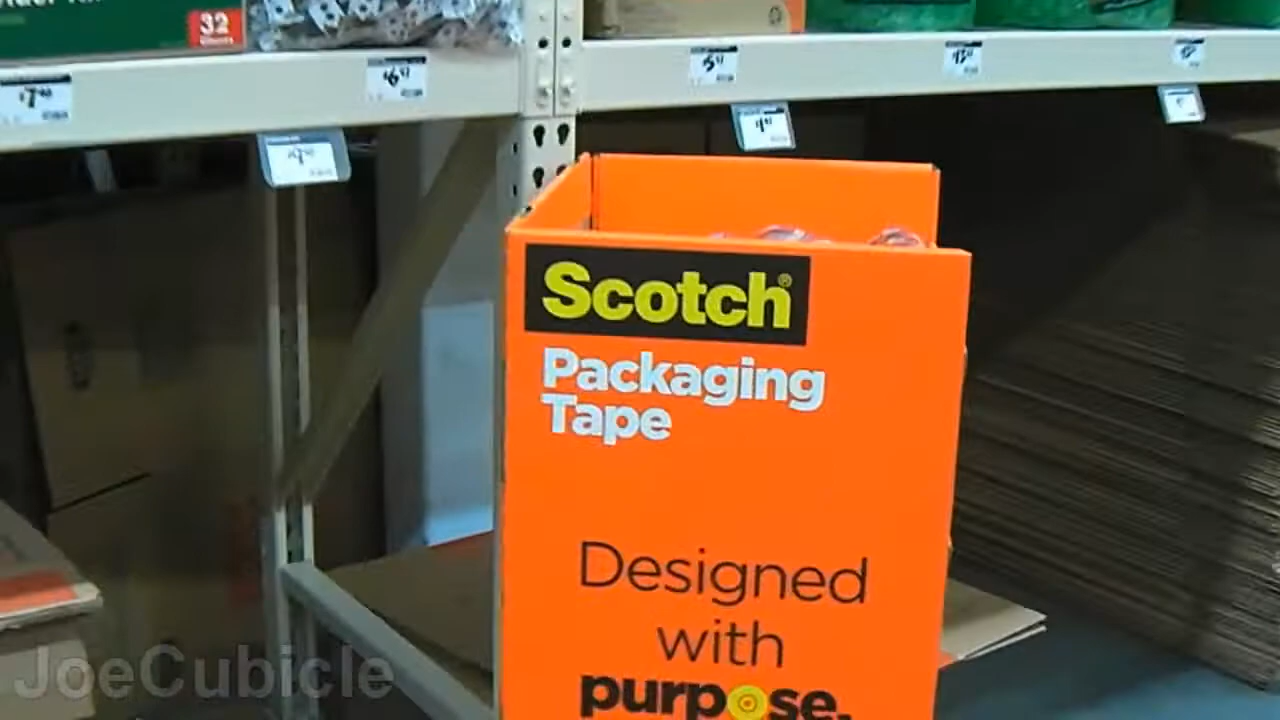 32
Scotch®
Packaging
Tape
Designed
with
purpose.
JoeCubicle